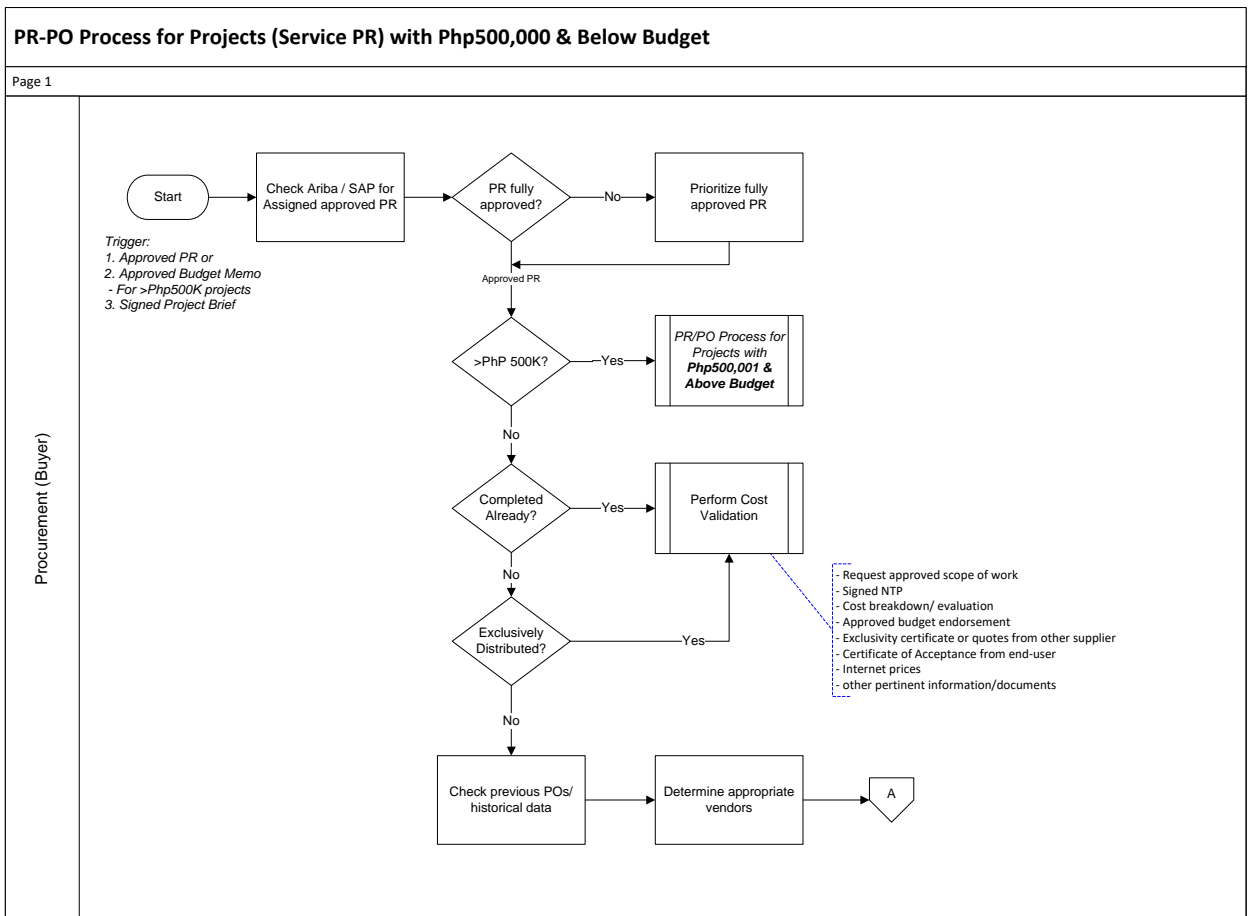 PR-PO Process for Projects (Service PR) with Php500,000 & Below Budget
Page 1
Procurement (Buyer)
Start
Trigger:
1. Approved PR or
2. Approved Budget Memo
- For >Php500K projects
3. Signed Project Brief
Check Ariba / SAP for
Assigned approved PR
PR fully
approved?
No
Prioritize fully
approved PR
Approved PR
>PhP 500K?
Yes
PR/PO Process for
Projects with
Php500,001 &
Above Budget
No
Completed
Already?
Yes
Perform Cost
Validation
- Request approved scope of work
- Signed NTP
- Cost breakdown/ evaluation
- Approved budget endorsement
- Exclusivity certificate or quotes from other supplier
- Certificate of Acceptance from end-user
- Internet prices
- other pertinent information/documents
No
Exclusively
Distributed?
Yes
No
Check previous POs/
historical data
Determine appropriate
vendors
A